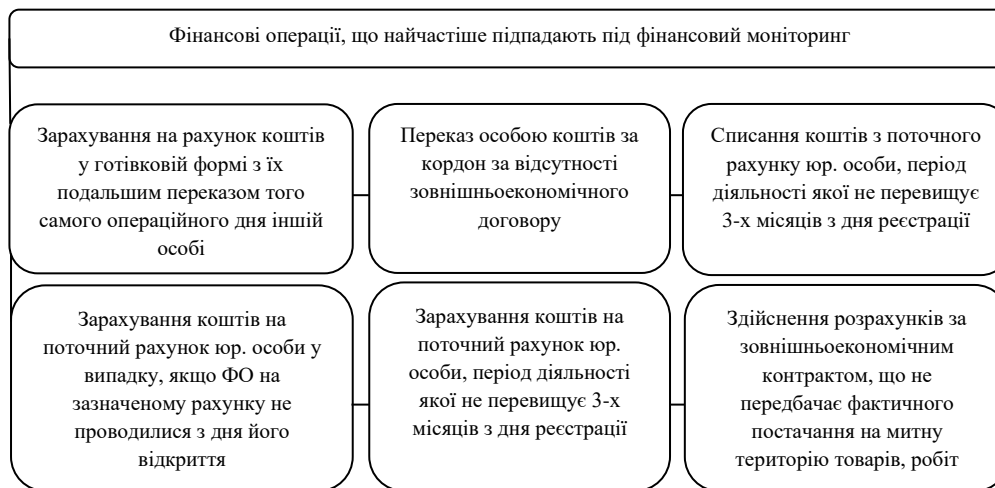 Фінансові операції, що найчастіше підпадають під фінансовий моніторинг
Зарахування на рахунок коштів
у готівковій формі з їх
подальшим переказом того
самого операційного дня іншій
особі
Переказ особою коштів за
кордон за відсутності
зовнішньоекономічного
договору
Списання коштів з поточного
рахунку юр. особи, період
діяльності якої не перевищує
3-х місяців з дня реєстрації
Зарахування коштів на
поточний рахунок юр. особи у
випадку, якщо ФО на
зазначеному рахунку не
проводилися з дня його
відкриття
Зарахування коштів на
поточний рахунок юр.
особи, період діяльності
якої не перевищує 3-х
місяців з дня реєстрації
Здійснення розрахунків за
зовнішньоекономічним
контрактом, що не
передбачає фактичного
постачання на митну
територію товарів, робіт